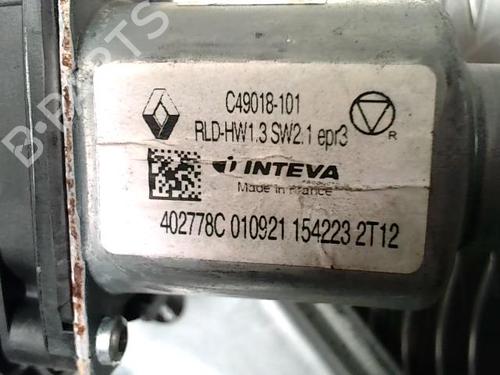 B-PARTS
C49018-101
RLD-HW1.3 SW2.1 epr3
R
INTEVA
Made in France
402778C 010921 154223 2T12